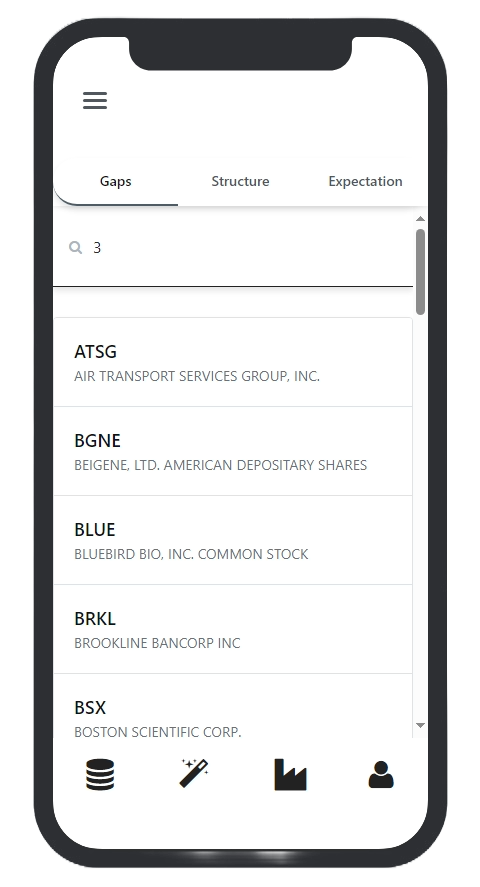 Gaps Structure Expectation
3
ATSG
AIR TRANSPORT SERVICES GROUP, INC.
BGNE
BEIGENE, LTD. AMERICAN DEPOSITARY SHARES
BLUE
BLUEBIRD BIO, INC. COMMON STOCK
BRKL
BROOKLINE BANCORP INC
BSX
BOSTON SCIENTIFIC CORP.